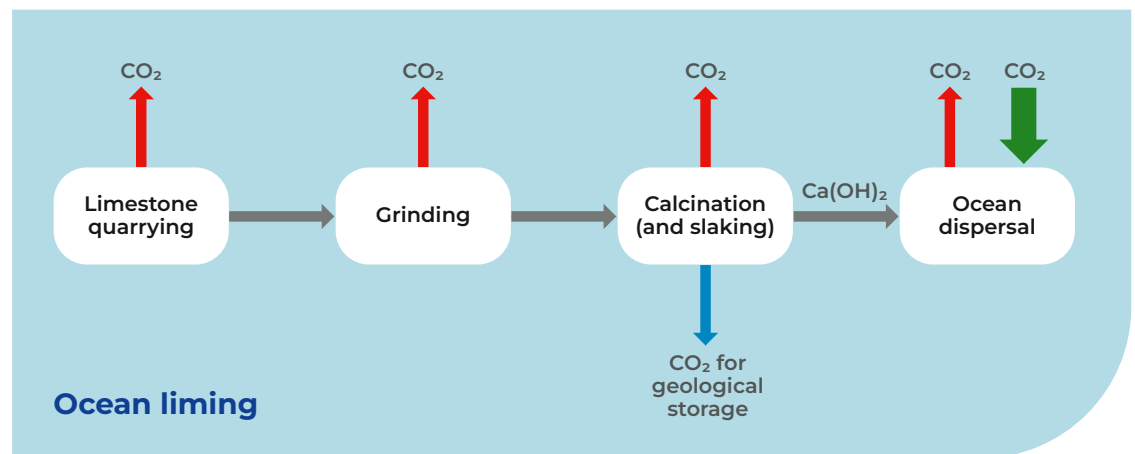 CO₂
CO₂
CO₂
CO₂
CO₂
Limestone
quarrying
Grinding
Calcination
(and slaking)
Ca(OH)₂
Ocean
dispersal
CO₂ for
geological
storage
Ocean liming